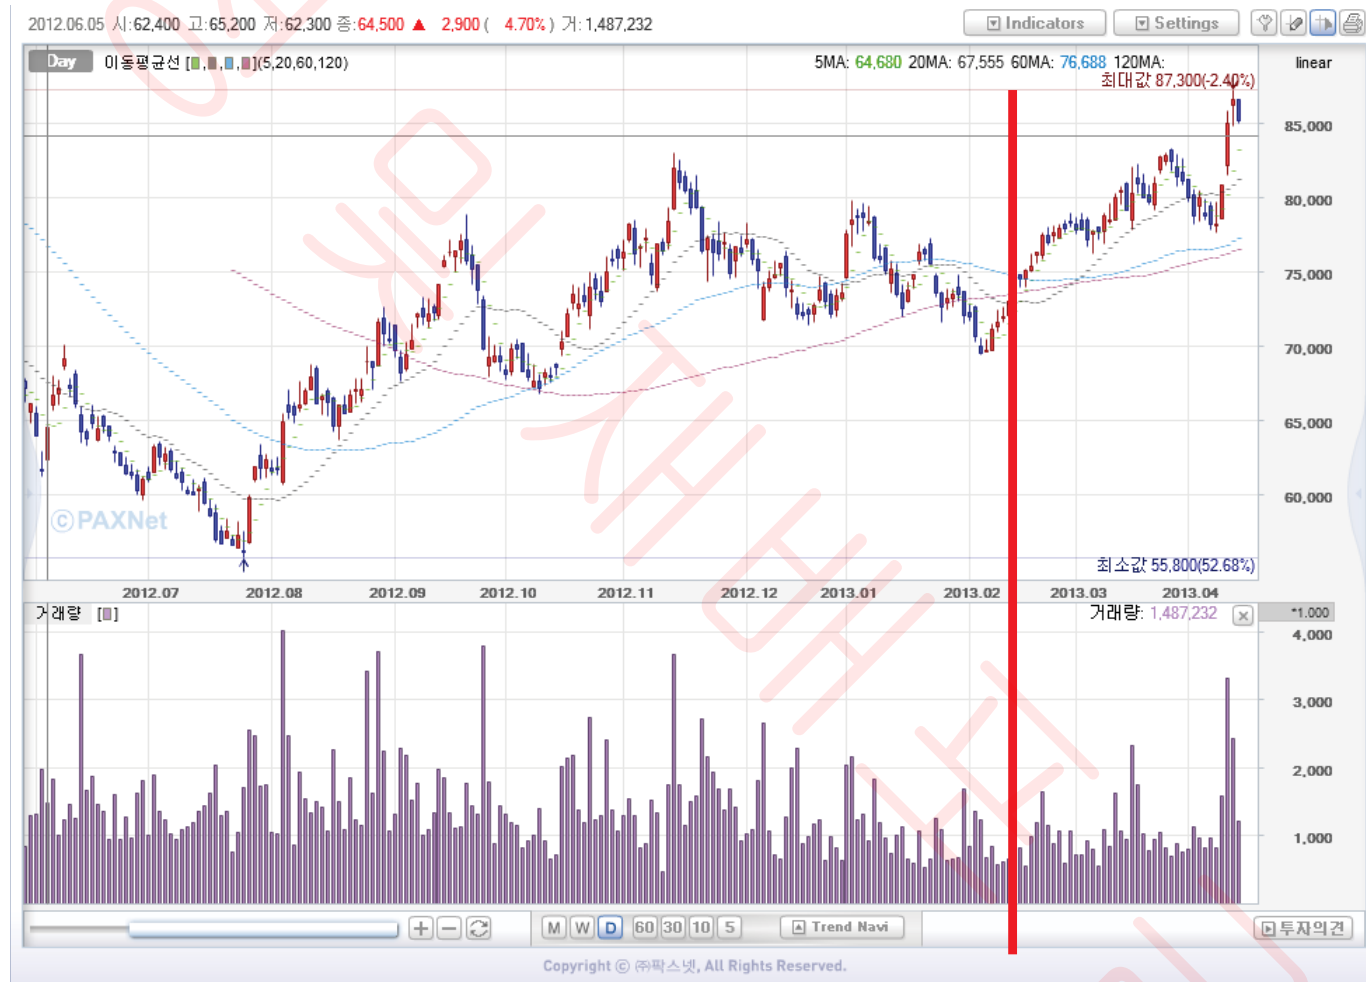 2012.06.05 시:62,400 고:65,200 저:62,300 종:64,500 ▲ 2,900 ( 4.70% ) 거:1,487,232
Indicators
Settings
Day 이동평균선 [■,■,■,■](5,20,60,120)
5MA: 64,680 20MA: 67,555 60MA: 76,688 120MA:
linear
최대값 87,300(-2.40%)
85,000
80,000
75,000
70,000
65,000
60,000
©PAXNet
최소값 55,800(52.68%)
2012.07 2012.08 2012.09 2012.10 2012.11 2012.12 2013.01 2013.02 2013.03 2013.04
거래량 [■]
거래량: 1,487,232
*1.000
4,000
3,000
2,000
1,000
M W D 60 30 10 5
Trend Navi
투자의견
Copyright ⓒ ㈜팍스넷, All Rights Reserved.